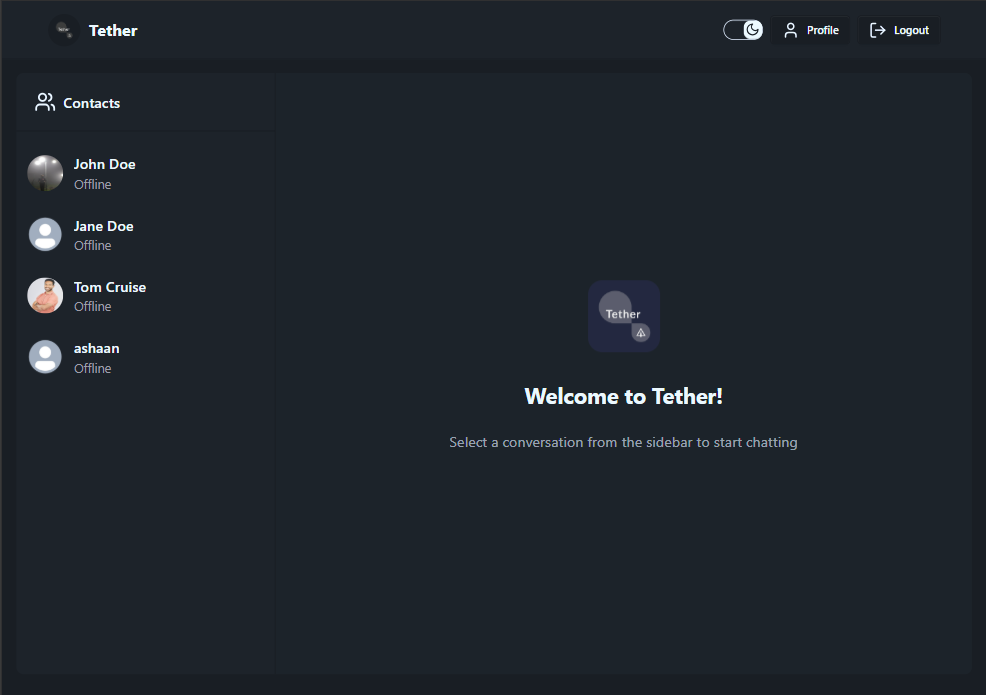 Tether
Profile
Logout
Contacts
John Doe
Offline
Jane Doe
Offline
Tom Cruise
Offline
ashaan
Offline
Tether
Welcome to Tether!
Select a conversation from the sidebar to start chatting